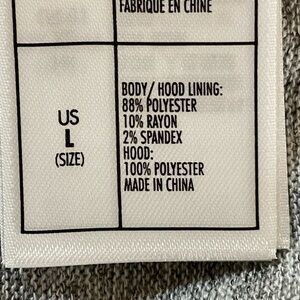 FABRIQUÉ EN CHINE
US
L
(SIZE)
BODY/ HOOD LINING:
88% POLYESTER
10% RAYON
2% SPANDEX
HOOD:
100% POLYESTER
MADE IN CHINA